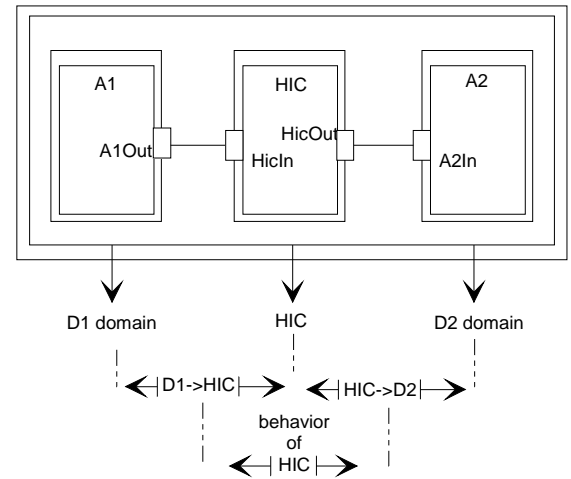 A1
HIC
A2
A1Out
HicIn
HicOut
A2In
D1 domain
HIC
D2 domain
D1->HIC
HIC->D2
behavior
of
HIC